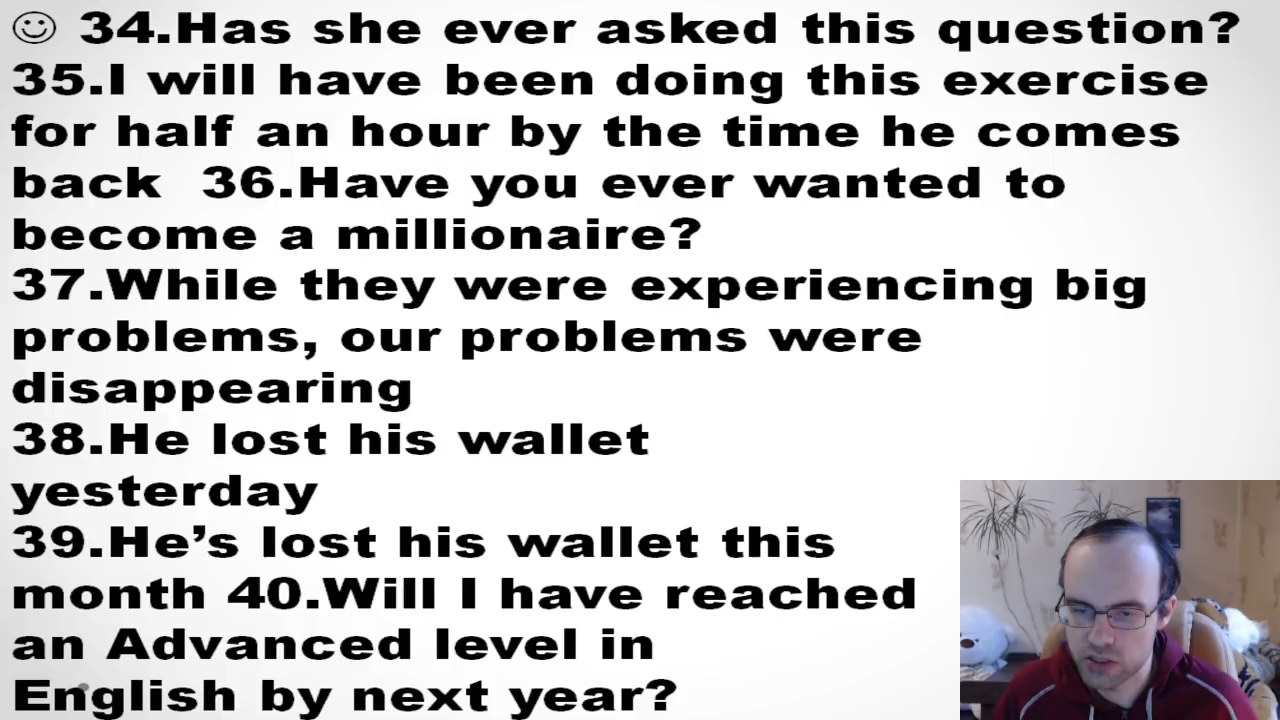 ☺ 34.Has she ever asked this question?
35.I will have been doing this exercise
for half an hour by the time he comes
back  36.Have you ever wanted to
become a millionaire?
37.While they were experiencing big
problems, our problems were
disappearing
38.He lost his wallet
yesterday
39.He’s lost his wallet this
month 40.Will I have reached
an Advanced level in
English by next year?